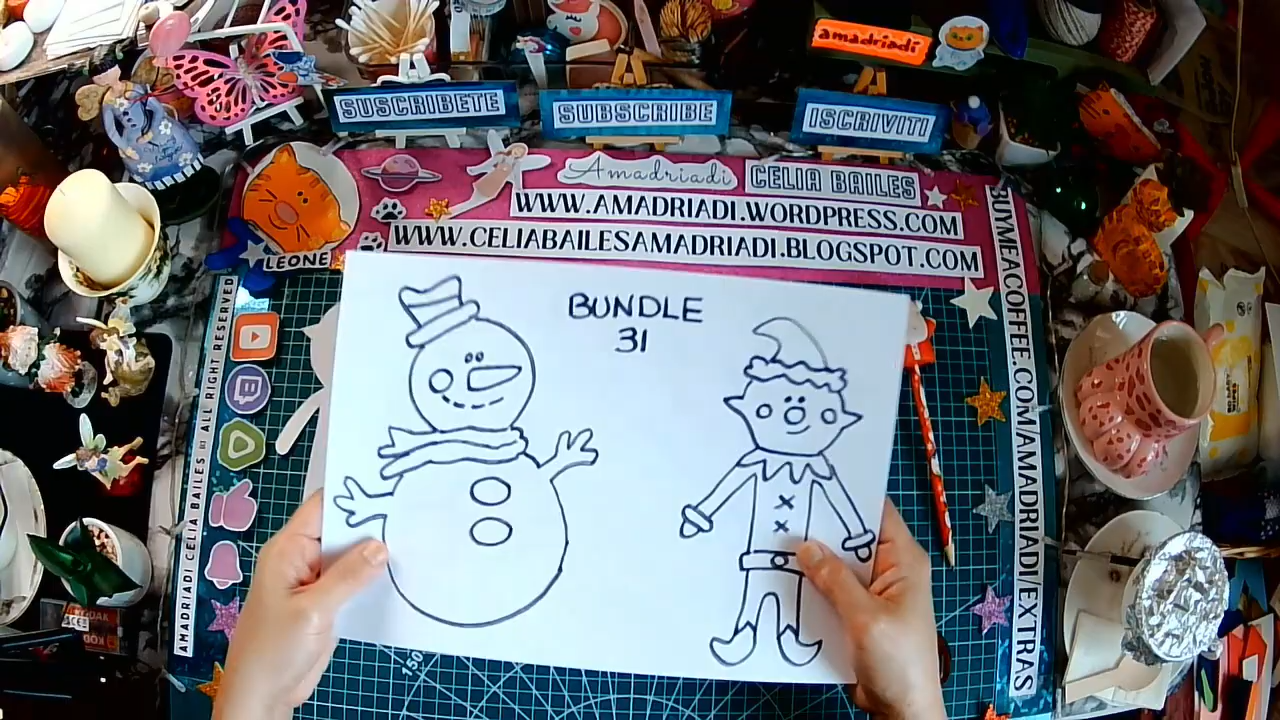 amadriadi
SUSCRIBETE
SUBSCRIBE
ISCRIVITI
Amadriadi
CELIA BAILES
WWW.AMADRIADI.WORDPRESS.COM
WWW.CELIABAILESAMADRIADI.BLOGSPOT.COM
LEONE
BUNDLE
31
AMADRIADI CELIA BAILES ALL RIGHT RESERVED
BUYMEACOFFEE.COM/AMADRIADI/EXTRAS
150